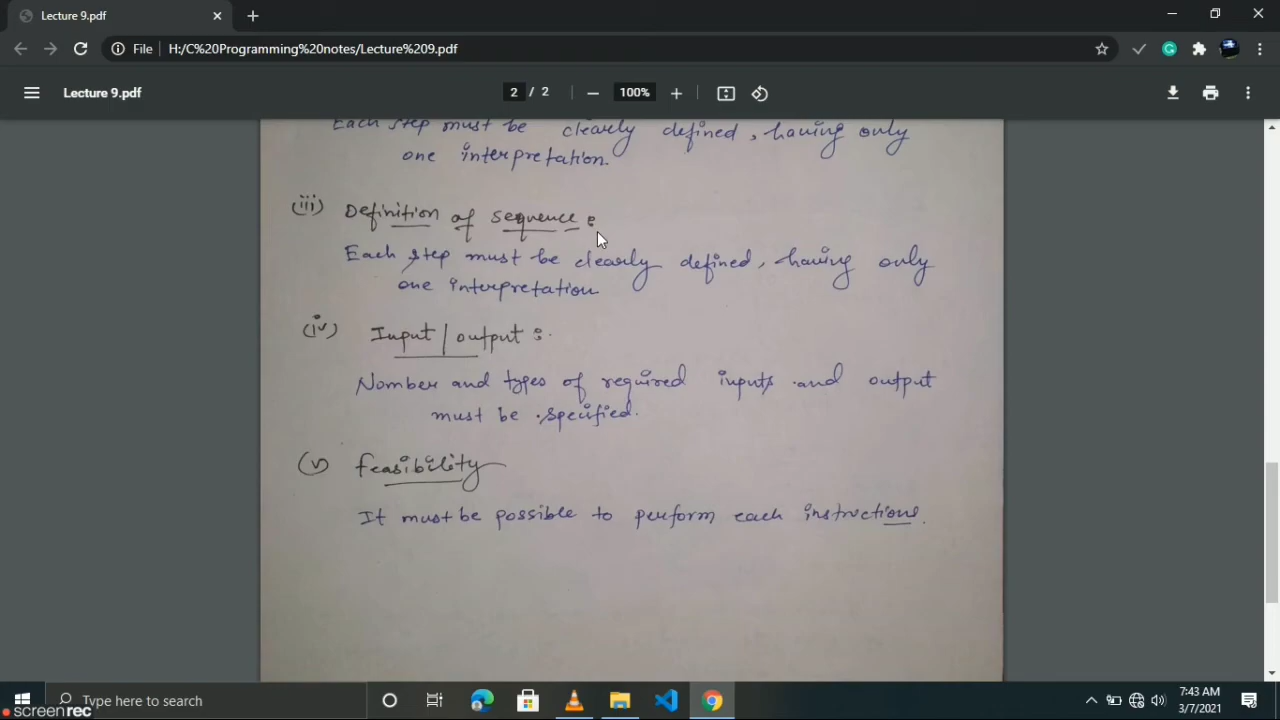 Lecture 9.pdf
File
H:/C%20Programming%20notes/Lecture%209.pdf
Lecture 9.pdf
2 / 2
100%
Each step must be clearly defined, having only
one interpretation.
(iii) Definition of sequence :
Each step must be clearly defined, having only
one interpretation
(iv) Input / output :
Nomber and types of required inputs and output
must be specified.
(v) feasibility
It must be possible to perform each instructions.
Type here to search
7:43 AM
3/7/2021
screenrec